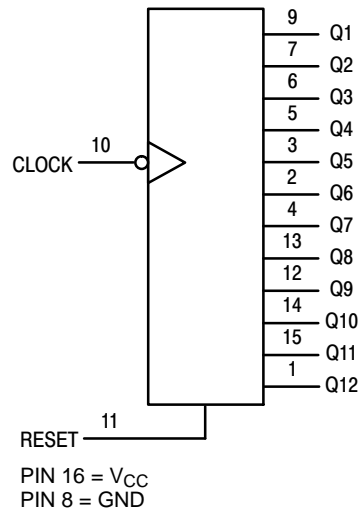 9 Q1
7 Q2
6 Q3
5 Q4
10
CLOCK
3 Q5
2 Q6
4 Q7
13 Q8
12 Q9
14 Q10
15 Q11
1 Q12
11
RESET
PIN 16 = VCC
PIN 8 = GND